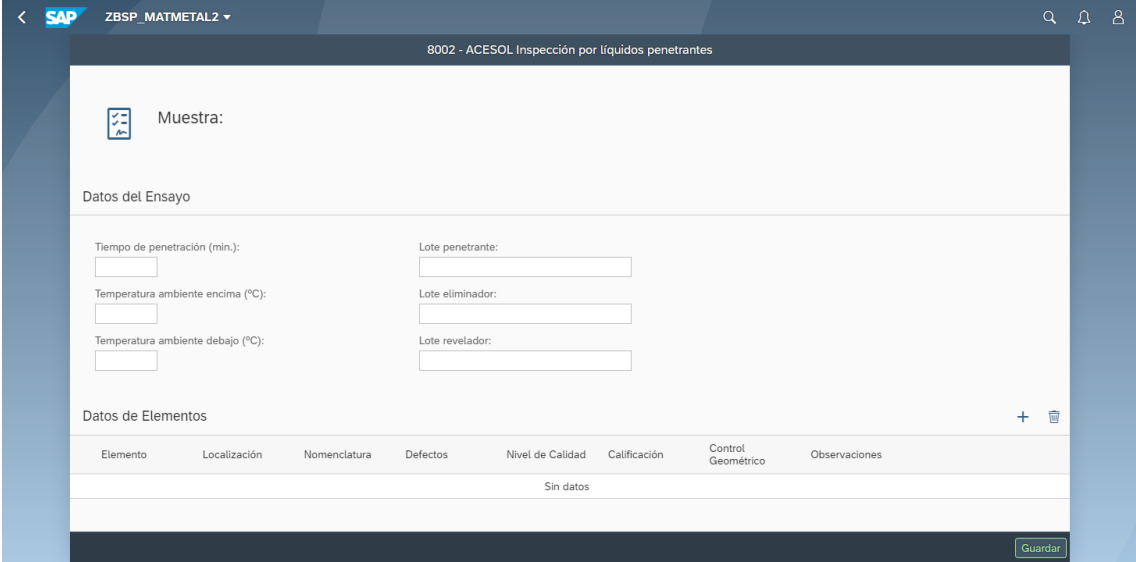 SAP ZBSP_MATMETAL2
8002 - ACESOL Inspección por líquidos penetrantes
Muestra:
Datos del Ensayo
Tiempo de penetración (min.):
Lote penetrante:
Temperatura ambiente encima (ºC):
Lote eliminador:
Temperatura ambiente debajo (ºC):
Lote revelador:
Datos de Elementos
Elemento Localización Nomenclatura Defectos Nivel de Calidad Calificación Control Geométrico Observaciones
Sin datos
Guardar